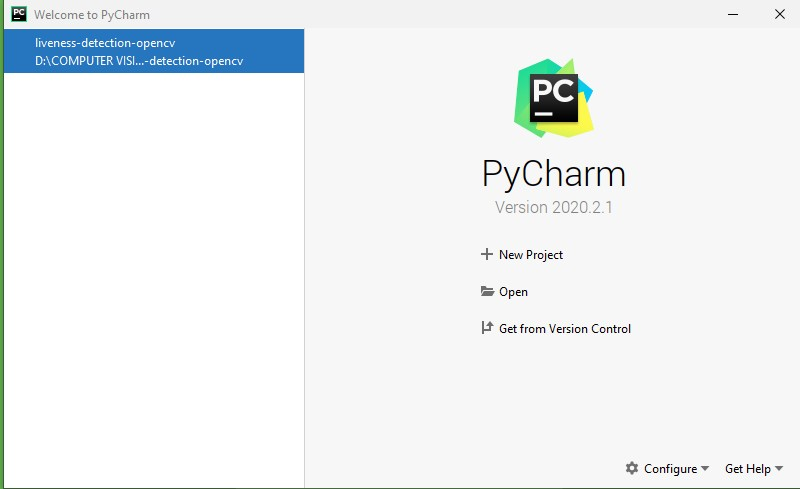 Welcome to PyCharm
liveness-detection-opencv
D:\COMPUTER VISI...-detection-opencv
PC
PyCharm
Version 2020.2.1
New Project
Open
Get from Version Control
Configure
Get Help